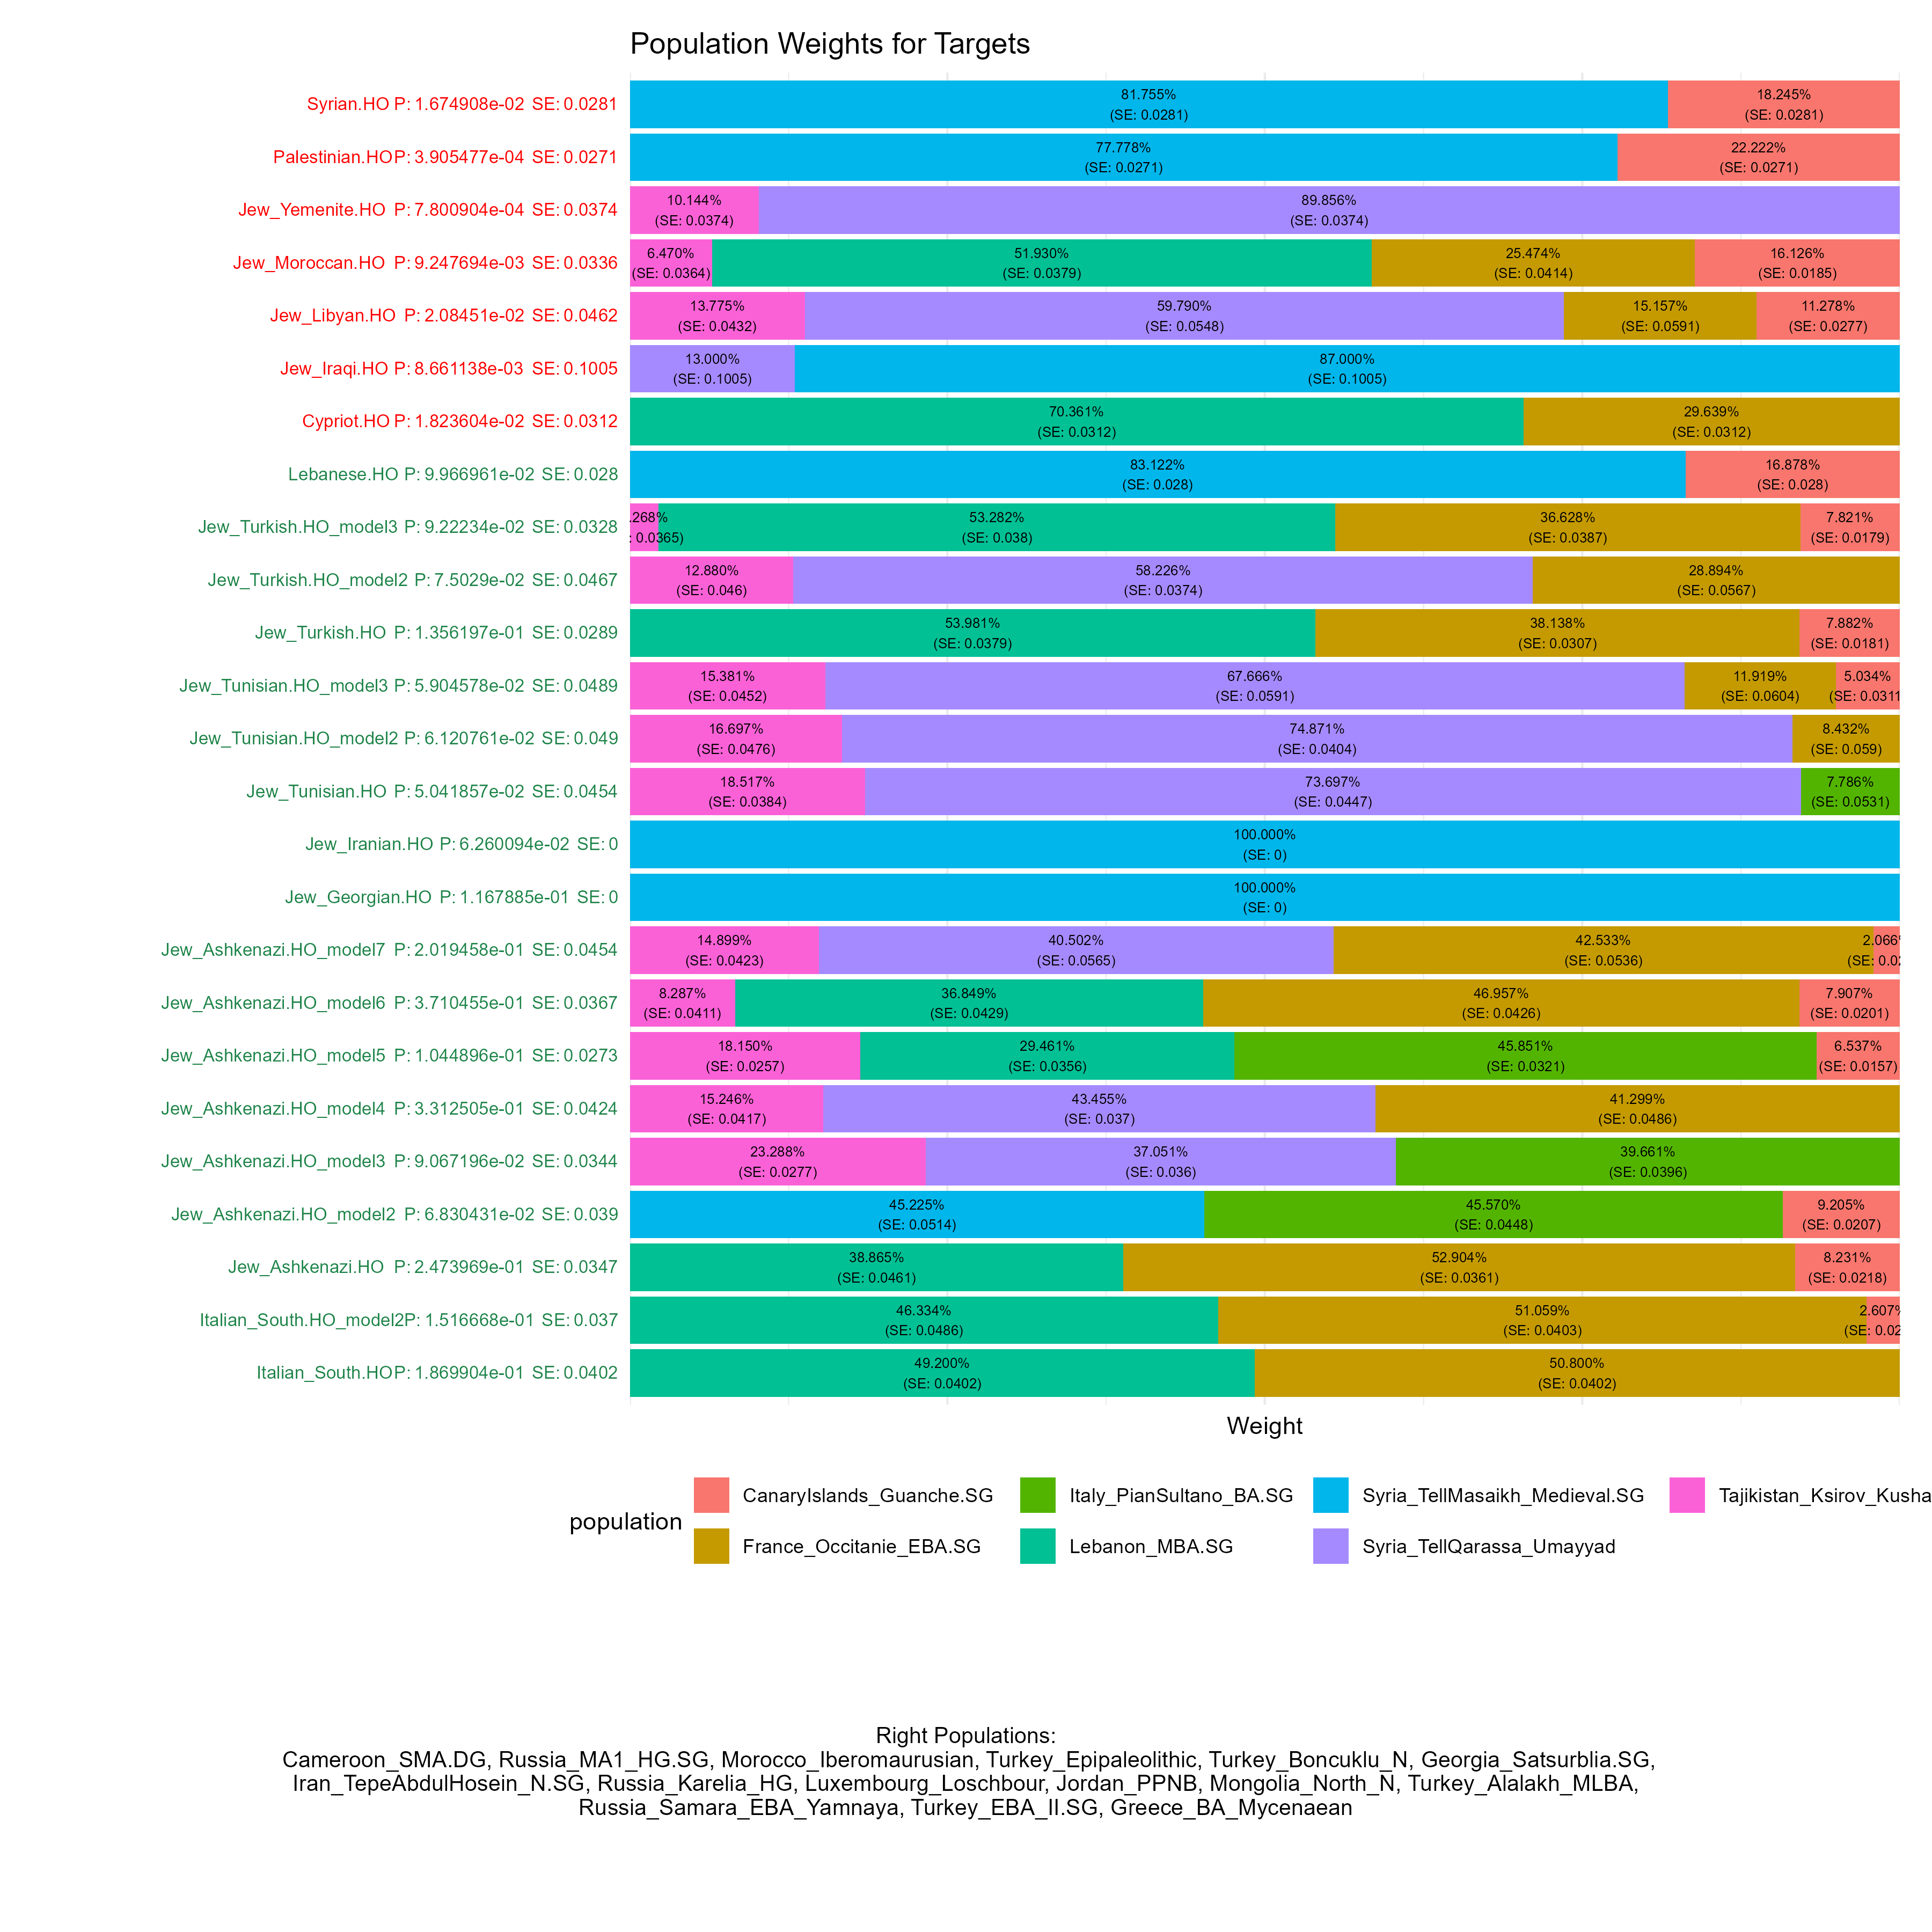 Population Weights for Targets
Syrian.HO P: 1.674908e-02 SE: 0.0281
81.755% 18.245%
(SE: 0.0281) (SE: 0.0281)
Palestinian.HOP: 3.905477e-04 SE: 0.0271
77.778% 22.222%
(SE: 0.0271) (SE: 0.0271)
Jew_Yemenite.HO P: 7.800904e-04 SE: 0.0374
10.144% 89.856%
(SE: 0.0374) (SE: 0.0374)
Jew_Moroccan.HO P: 9.247694e-03 SE: 0.0336
6.470% 51.930% 25.474% 16.126%
(SE: 0.0364) (SE: 0.0379) (SE: 0.0414) (SE: 0.0185)
Jew_Libyan.HO P: 2.08451e-02 SE: 0.0462
13.775% 59.790% 15.157% 11.278%
(SE: 0.0432) (SE: 0.0548) (SE: 0.0591) (SE: 0.0277)
Jew_Iraqi.HO P: 8.661138e-03 SE: 0.1005
13.000% 87.000%
(SE: 0.1005) (SE: 0.1005)
Cypriot.HO P: 1.823604e-02 SE: 0.0312
70.361% 29.639%
(SE: 0.0312) (SE: 0.0312)
Lebanese.HO P: 9.966961e-02 SE: 0.028
83.122% 16.878%
(SE: 0.028) (SE: 0.028)
Jew_Turkish.HO_model3 P: 9.22234e-02 SE: 0.0328
.268% 53.282% 36.628% 7.821%
: 0.0365) (SE: 0.038) (SE: 0.0387) (SE: 0.0179)
Jew_Turkish.HO_model2 P: 7.5029e-02 SE: 0.0467
12.880% 58.226% 28.894%
(SE: 0.046) (SE: 0.0374) (SE: 0.0567)
Jew_Turkish.HO P: 1.356197e-01 SE: 0.0289
53.981% 38.138% 7.882%
(SE: 0.0379) (SE: 0.0307) (SE: 0.0181)
Jew_Tunisian.HO_model3 P: 5.904578e-02 SE: 0.0489
15.381% 67.666% 11.919% 5.034%
(SE: 0.0452) (SE: 0.0591) (SE: 0.0604) (SE: 0.0311
Jew_Tunisian.HO_model2 P: 6.120761e-02 SE: 0.049
16.697% 74.871% 8.432%
(SE: 0.0476) (SE: 0.0404) (SE: 0.059)
Jew_Tunisian.HO P: 5.041857e-02 SE: 0.0454
18.517% 73.697% 7.786%
(SE: 0.0384) (SE: 0.0447) (SE: 0.0531)
Jew_Iranian.HO P: 6.260094e-02 SE: 0
100.000%
(SE: 0)
Jew_Georgian.HO P: 1.167885e-01 SE: 0
100.000%
(SE: 0)
Jew_Ashkenazi.HO_model7 P: 2.019458e-01 SE: 0.0454
14.899% 40.502% 42.533% 2.066%
(SE: 0.0423) (SE: 0.0565) (SE: 0.0536) (SE: 0.02
Jew_Ashkenazi.HO_model6 P: 3.710455e-01 SE: 0.0367
8.287% 36.849% 46.957% 7.907%
(SE: 0.0411) (SE: 0.0429) (SE: 0.0426) (SE: 0.0201)
Jew_Ashkenazi.HO_model5 P: 1.044896e-01 SE: 0.0273
18.150% 29.461% 45.851% 6.537%
(SE: 0.0257) (SE: 0.0356) (SE: 0.0321) (SE: 0.0157)
Jew_Ashkenazi.HO_model4 P: 3.312505e-01 SE: 0.0424
15.246% 43.455% 41.299%
(SE: 0.0417) (SE: 0.037) (SE: 0.0486)
Jew_Ashkenazi.HO_model3 P: 9.067196e-02 SE: 0.0344
23.288% 37.051% 39.661%
(SE: 0.0277) (SE: 0.036) (SE: 0.0396)
Jew_Ashkenazi.HO_model2 P: 6.830431e-02 SE: 0.039
45.225% 45.570% 9.205%
(SE: 0.0514) (SE: 0.0448) (SE: 0.0207)
Jew_Ashkenazi.HO P: 2.473969e-01 SE: 0.0347
38.865% 52.904% 8.231%
(SE: 0.0461) (SE: 0.0361) (SE: 0.0218)
Italian_South.HO_model2P: 1.516668e-01 SE: 0.037
46.334% 51.059% 2.607%
(SE: 0.0486) (SE: 0.0403) (SE: 0.02
Italian_South.HOP: 1.869904e-01 SE: 0.0402
49.200% 50.800%
(SE: 0.0402) (SE: 0.0402)
Weight
population
CanaryIslands_Guanche.SG Italy_PianSultano_BA.SG Syria_TellMasaikh_Medieval.SG Tajikistan_Ksirov_Kusha
France_Occitanie_EBA.SG Lebanon_MBA.SG Syria_TellQarassa_Umayyad
Right Populations:
Cameroon_SMA.DG, Russia_MA1_HG.SG, Morocco_Iberomaurusian, Turkey_Epipaleolithic, Turkey_Boncuklu_N, Georgia_Satsurblia.SG,
Iran_TepeAbdulHosein_N.SG, Russia_Karelia_HG, Luxembourg_Loschbour, Jordan_PPNB, Mongolia_North_N, Turkey_Alalakh_MLBA,
Russia_Samara_EBA_Yamnaya, Turkey_EBA_II.SG, Greece_BA_Mycenaean